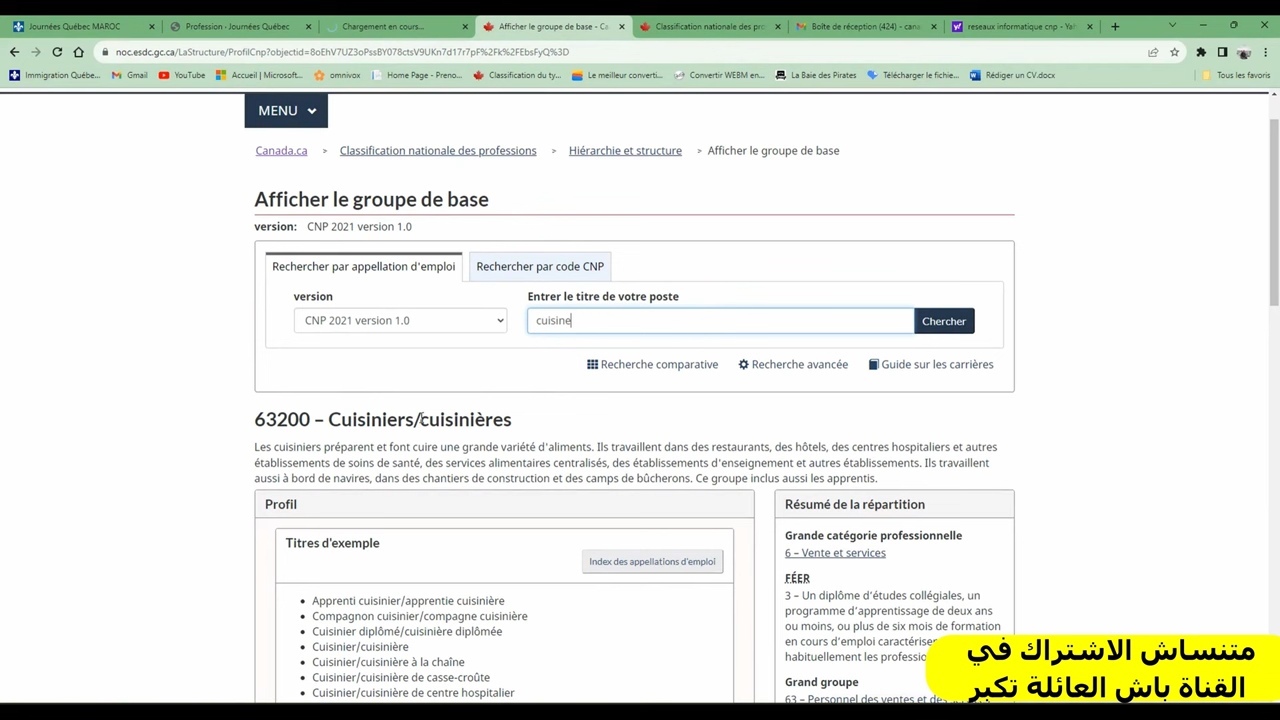 Journées Québec MAROC
Profession - Journées Québec
Chargement en cours...
Afficher le groupe de base - Ca
Classification nationale des pro
Boîte de réception (424) - cana
reseaux informatique cnp - Ya
noc.esdc.gc.ca/LaStructure/ProfilCnp?objectid=8oEhV7UZ3oPssBY078ctsV9UKn7d17r7pF%2Fk%2FEbsFyQ%3D
Immigration Québe...
Gmail
YouTube
Accueil | Microsoft...
omnivox
Home Page - Preno...
Classification du ty...
Le meilleur converti...
Convertir WEBM en...
La Baie des Pirates
Télécharger le fichie...
Rédiger un CV.docx
Tous les favoris
MENU
Canada.ca > Classification nationale des professions > Hiérarchie et structure > Afficher le groupe de base
Afficher le groupe de base
version: CNP 2021 version 1.0
Rechercher par appellation d'emploi
Rechercher par code CNP
version
Entrer le titre de votre poste
CNP 2021 version 1.0
cuisine
Chercher
Recherche comparative
Recherche avancée
Guide sur les carrières
63200 – Cuisiniers/cuisinières
Les cuisiniers préparent et font cuire une grande variété d'aliments. Ils travaillent dans des restaurants, des hôtels, des centres hospitaliers et autres
établissements de soins de santé, des services alimentaires centralisés, des établissements d'enseignement et autres établissements. Ils travaillent
aussi à bord de navires, dans des chantiers de construction et des camps de bûcherons. Ce groupe inclus aussi les apprentis.
Profil
Titres d'exemple
Index des appellations d'emploi
Apprenti cuisinier/apprentie cuisinière
Compagnon cuisinier/compagne cuisinière
Cuisinier diplômé/cuisinière diplômée
Cuisinier/cuisinière
Cuisinier/cuisinière à la chaîne
Cuisinier/cuisinière de casse-croûte
Cuisinier/cuisinière de centre hospitalier
Résumé de la répartition
Grande catégorie professionnelle
6 – Vente et services
FÉER
3 – Un diplôme d'études collégiales, un
programme d'apprentissage de deux ans
ou moins, ou plus de six mois de formation
en cours d'emploi
habituellement les
Grand groupe
63 – Personnel des ventes et
متنساش الاشتراك في
القناة باش العائلة تكبر